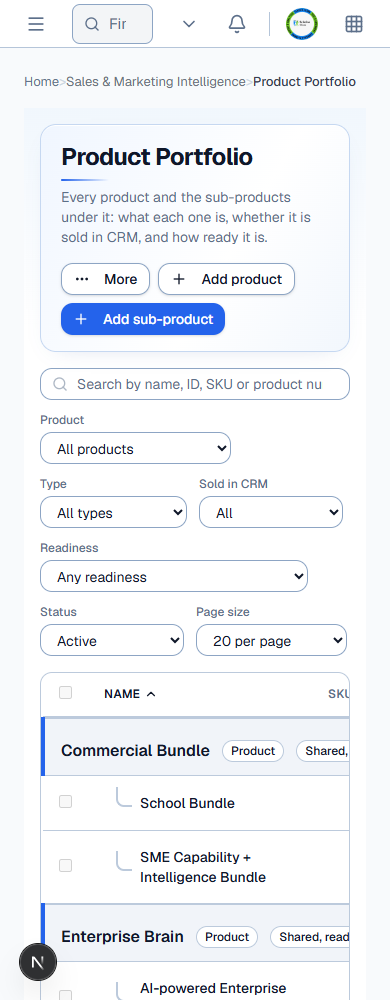 Fir
Home>Sales & Marketing Intelligence>Product Portfolio
Product Portfolio
Every product and the sub-products
under it: what each one is, whether it is
sold in CRM, and how ready it is.
More
Add product
Add sub-product
Search by name, ID, SKU or product nu
Product
All products
Type Sold in CRM
All types All
Readiness
Any readiness
Status Page size
Active 20 per page
NAME SKU
Commercial Bundle Product Shared,
School Bundle
SME Capability +
Intelligence Bundle
Enterprise Brain Product Shared, read
N
AI-powered Enterprise